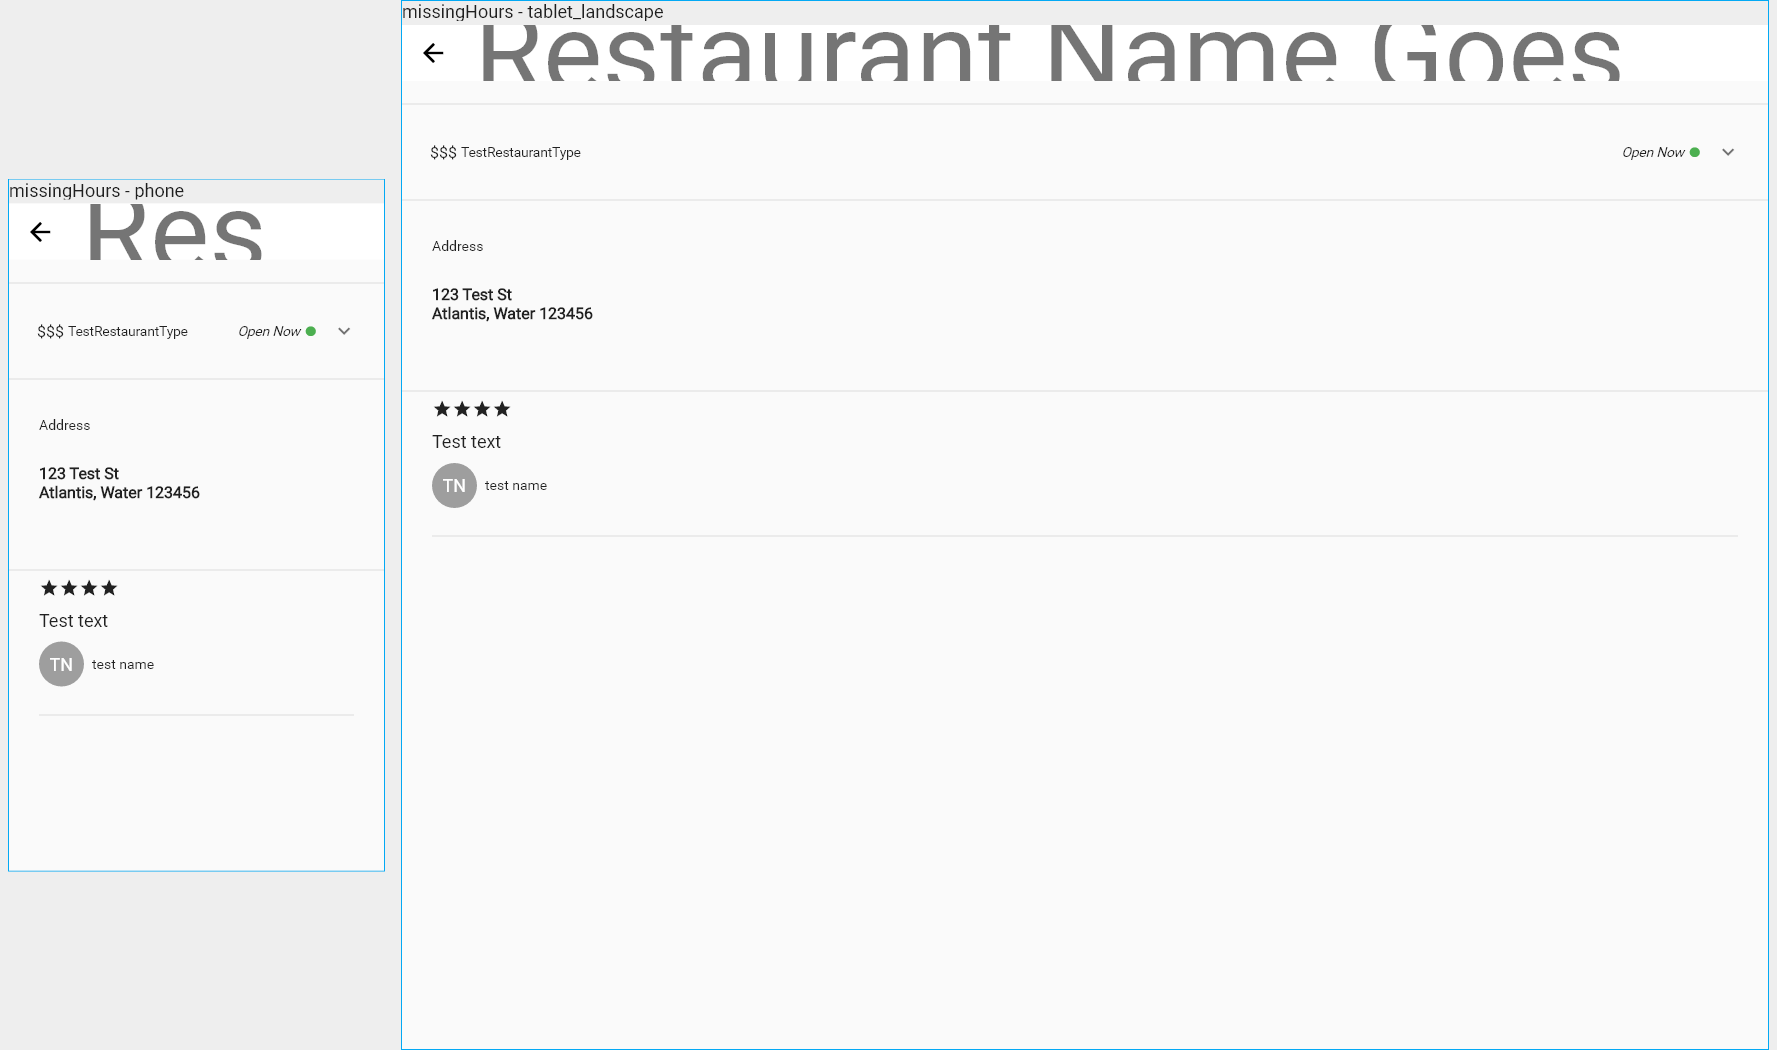 missingHours - phone
Res
$$$ TestRestaurantType Open Now
Address
123 Test St
Atlantis, Water 123456
Test text
TN test name
missingHours - tablet_landscape
Restaurant Name Goes
$$$ TestRestaurantType Open Now
Address
123 Test St
Atlantis, Water 123456
Test text
TN test name